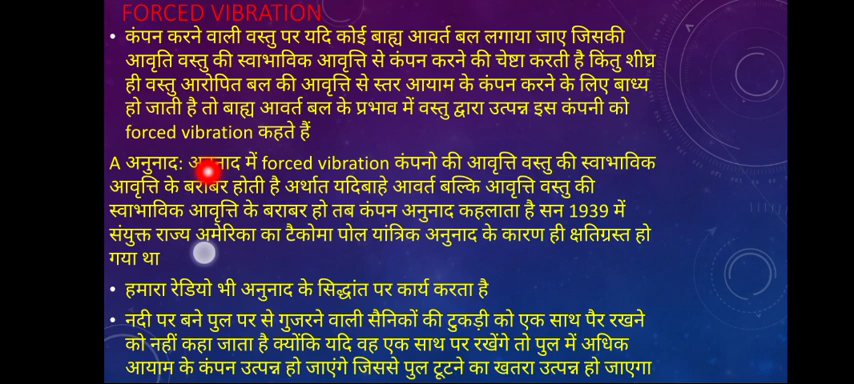 FORCED VIBRATION
• कंपन करने वाली वस्तु पर यदि कोई बाह्य आवर्त बल लगाया जाए जिसकी
आवृति वस्तु की स्वाभाविक आवृत्ति से कंपन करने की चेष्टा करती है किंतु शीघ्र
ही वस्तु आरोपित बल की आवृत्ति से स्तर आयाम के कंपन करने के लिए बाध्य
हो जाती है तो बाह्य आवर्त बल के प्रभाव में वस्तु द्वारा उत्पन्न इस कंपनी को
forced vibration कहते हैं
A अनुनाद: अनुनाद में forced vibration कंपनो की आवृत्ति वस्तु की स्वाभाविक
आवृत्ति के बराबर होती है अर्थात यदिबाहे आवर्त बल्कि आवृत्ति वस्तु की
स्वाभाविक आवृत्ति के बराबर हो तब कंपन अनुनाद कहलाता है सन 1939 में
संयुक्त राज्य अमेरिका का टैकोमा पोल यांत्रिक अनुनाद के कारण ही क्षतिग्रस्त हो
गया था
• हमारा रेडियो भी अनुनाद के सिद्धांत पर कार्य करता है
• नदी पर बने पुल पर से गुजरने वाली सैनिकों की टुकड़ी को एक साथ पैर रखने
को नहीं कहा जाता है क्योंकि यदि वह एक साथ पर रखेंगे तो पुल में अधिक
आयाम के कंपन उत्पन्न हो जाएंगे जिससे पुल टूटने का खतरा उत्पन्न हो जाएगा